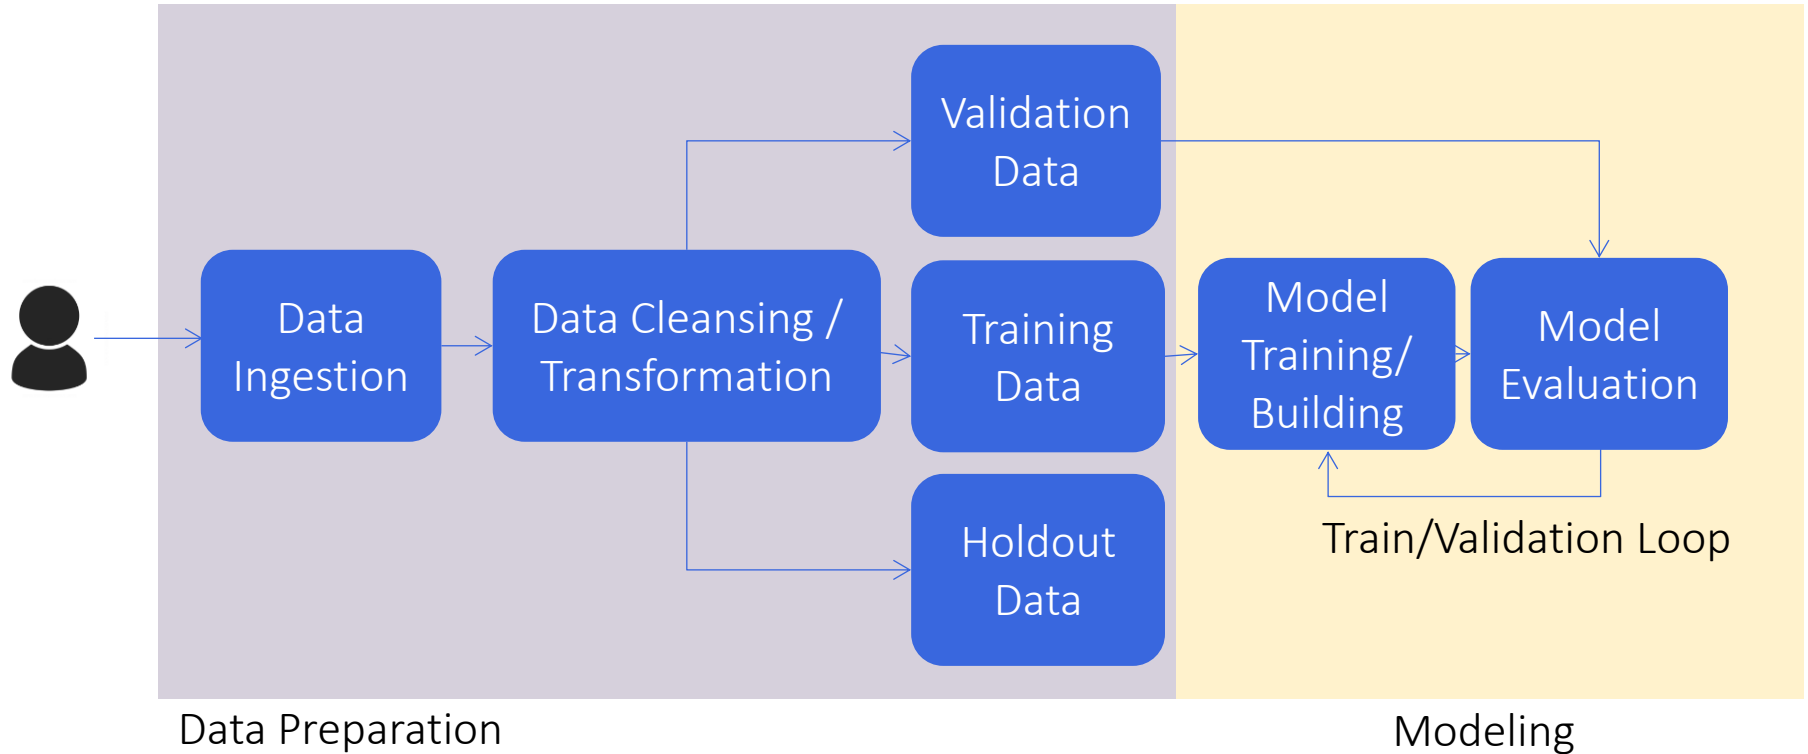 Validation
Data
Data
Ingestion
Data Cleansing /
Transformation
Training
Data
Model
Training/
Building
Model
Evaluation
Holdout
Data
Train/Validation Loop
Data Preparation
Modeling